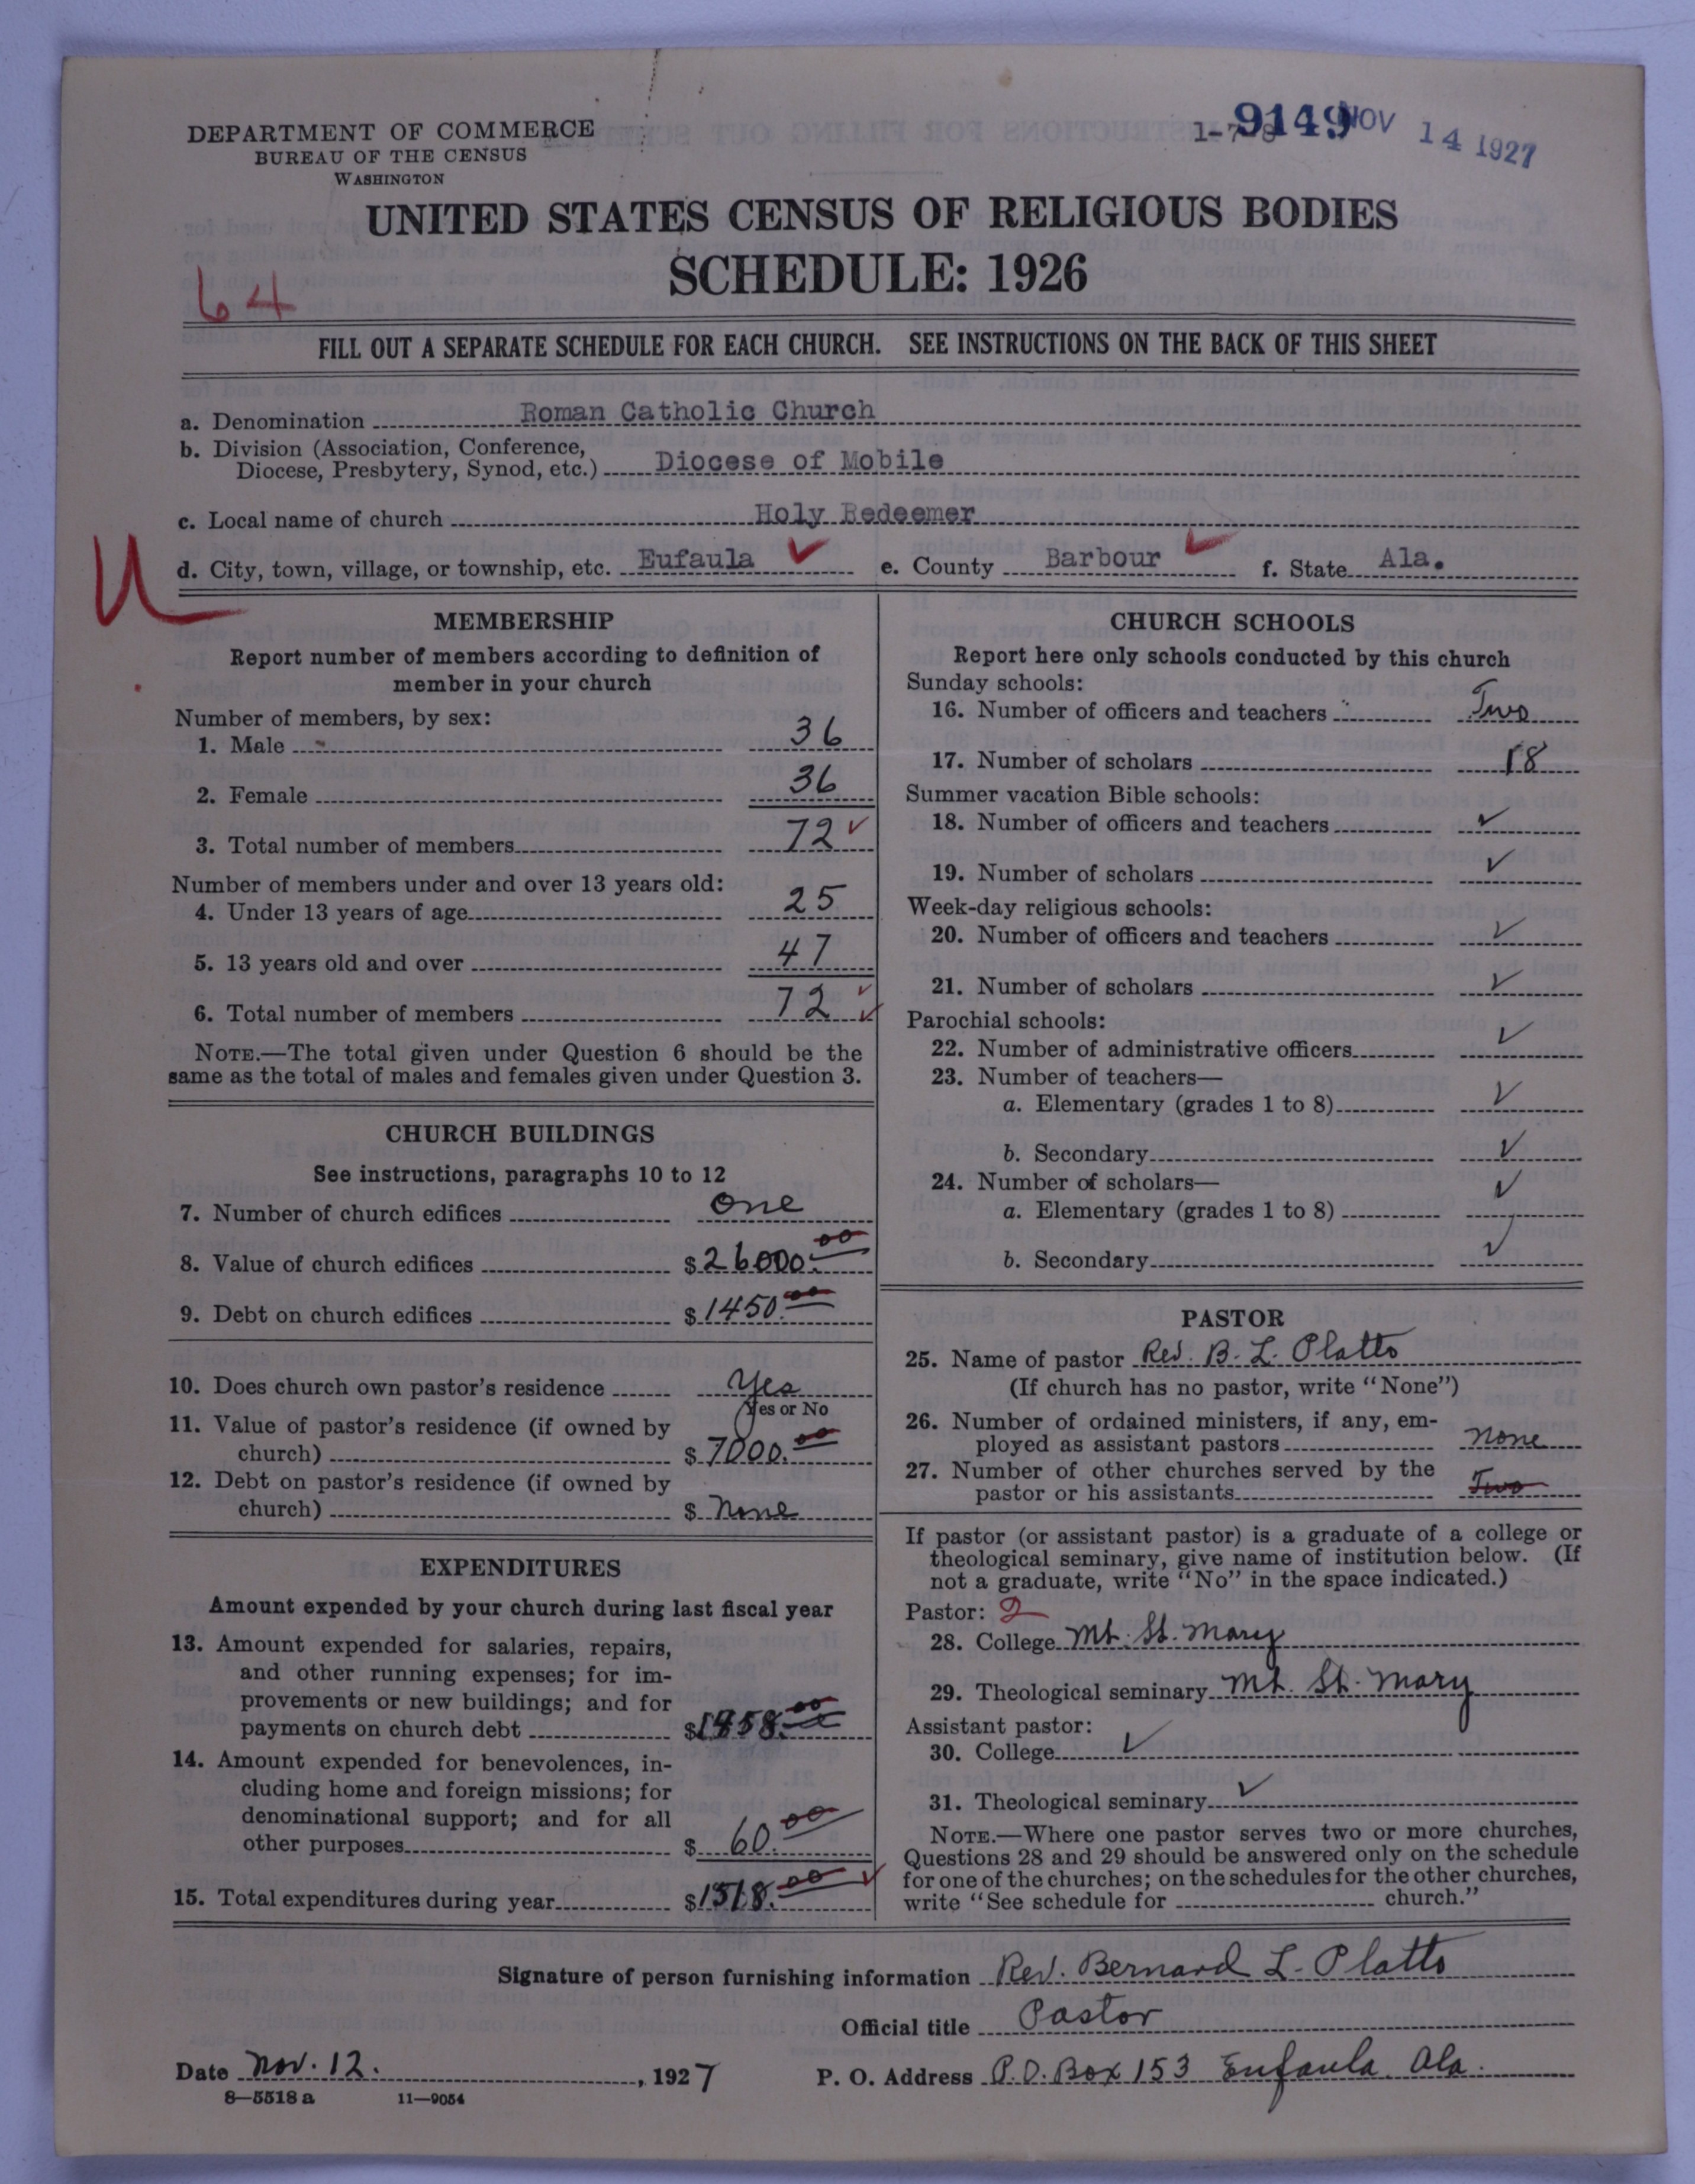 DEPARTMENT OF COMMERCE
BUREAU OF THE CENSUS
WASHINGTON
9149 NOV 14 1927
UNITED STATES CENSUS OF RELIGIOUS BODIES
SCHEDULE: 1926
64
FILL OUT A SEPARATE SCHEDULE FOR EACH CHURCH. SEE INSTRUCTIONS ON THE BACK OF THIS SHEET
a. Denomination Roman Catholic Church
b. Division (Association, Conference,
Diocese, Presbytery, Synod, etc.) Diocese of Mobile
c. Local name of church Holy Redeemer
d. City, town, village, or township, etc. Eufaula ✓ e. County Barbour ✓ f. State Ala.
U
MEMBERSHIP
Report number of members according to definition of
member in your church
Number of members, by sex:
1. Male 36
2. Female 36
3. Total number of members 72 ✓
Number of members under and over 13 years old:
4. Under 13 years of age 25
5. 13 years old and over 47
6. Total number of members 72 ✓ ✓
NOTE.—The total given under Question 6 should be the
same as the total of males and females given under Question 3.
CHURCH BUILDINGS
See instructions, paragraphs 10 to 12
7. Number of church edifices One
8. Value of church edifices $26000.00
9. Debt on church edifices $1450.00
10. Does church own pastor's residence Yes
(Yes or No
11. Value of pastor's residence (if owned by
church) $7000.00
12. Debt on pastor's residence (if owned by
church) $ None
EXPENDITURES
Amount expended by your church during last fiscal year
13. Amount expended for salaries, repairs,
and other running expenses; for im-
provements or new buildings; and for
payments on church debt $ .00
14. Amount expended for benevolences, in-
cluding home and foreign missions; for
denominational support; and for all
other purposes $ 60.00
15. Total expenditures during year $ .00 ✓
CHURCH SCHOOLS
Report here only schools conducted by this church
Sunday schools:
16. Number of officers and teachers Two
17. Number of scholars 18
Summer vacation Bible schools:
18. Number of officers and teachers ✓
19. Number of scholars ✓
Week-day religious schools:
20. Number of officers and teachers ✓
21. Number of scholars ✓
Parochial schools:
22. Number of administrative officers ✓
23. Number of teachers—
a. Elementary (grades 1 to 8) ✓
b. Secondary ✓
24. Number of scholars—
a. Elementary (grades 1 to 8) ✓
b. Secondary ✓
PASTOR
25. Name of pastor Rev. B. L. Platts
(If church has no pastor, write "None")
26. Number of ordained ministers, if any, em-
ployed as assistant pastors None
27. Number of other churches served by the
pastor or his assistants Two
If pastor (or assistant pastor) is a graduate of a college or
theological seminary, give name of institution below. (If
not a graduate, write "No" in the space indicated.)
Pastor: 2
28. College Mt. St. Mary
29. Theological seminary Mt. St. Mary
Assistant pastor:
30. College ✓
31. Theological seminary ✓
NOTE.—Where one pastor serves two or more churches,
Questions 28 and 29 should be answered only on the schedule
for one of the churches; on the schedules for the other churches,
write "See schedule for church."
Signature of person furnishing information Rev. Bernard L. Platts
Official title Pastor
Date Nov. 12. , 1927 P. O. Address P.O. Box 153 Eufaula Ala.
8—5518 a 11—9054